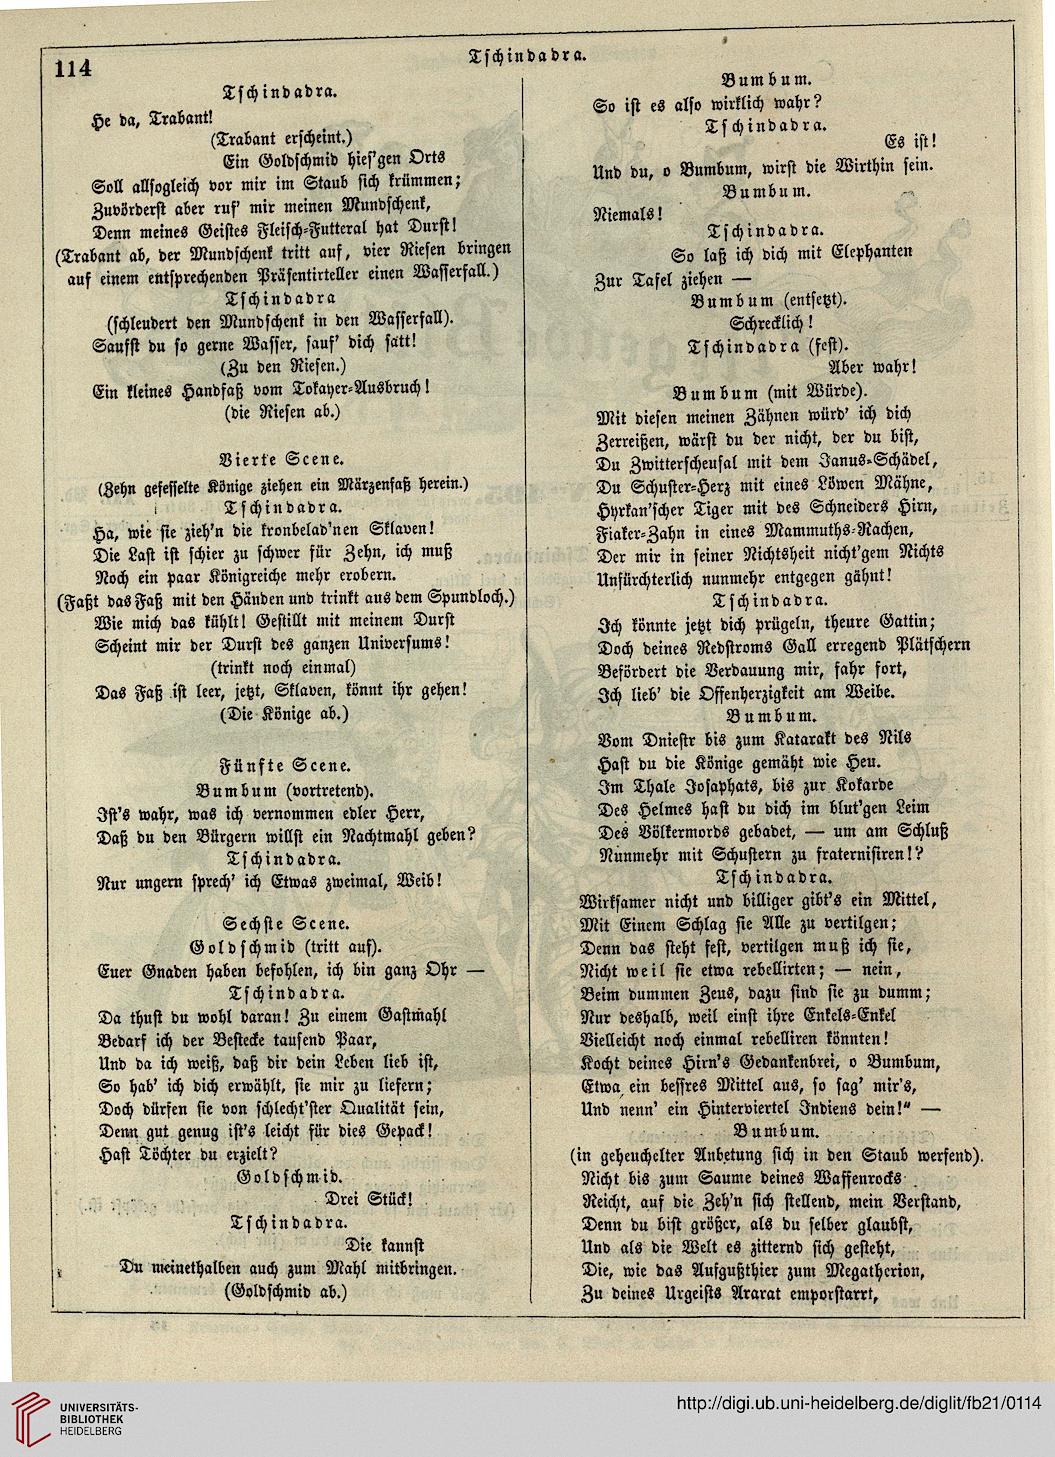 114
Tschindadra.
Tschindadra.
He da, Trabant!
(Trabant erscheint.)
Ein Goldschmid hies'gen Orts
Soll allsogleich vor mir im Staub sich krümmen;
Zuvörderst aber ruf' mir meinen Mundschenk,
Denn meines Geistes Fleisch-Futteral hat Durst!
(Trabant ab, der Mundschenk tritt auf, vier Riesen bringen
auf einem entsprechenden Präsentirteller einen Wasserfall.)
Tschindadra
(schleudert den Mundschenk in den Wasserfall).
Saufst du so gerne Wasser, sauf' dich satt!
(Zu den Riesen.)
Ein kleines Handfaß vom Tokayer-Ausbruch!
(die Riesen ab.)
Vierte Scene.
(Zehn gefesselte Könige ziehen ein Märzenfaß herein.)
Tschindadra.
Ha, wie sie zieh'n die kronbelad'nen Sklaven!
Die Last ist schier zu schwer für Zehn, ich muß
Noch ein paar Königreiche mehr erobern.
(Faßt das Faß mit den Händen und trinkt aus dem Spundloch.)
Wie mich das kühlt! Gestillt mit meinem Durst
Scheint mir der Durst des ganzen Universums!
(trinkt noch einmal)
Das Faß ist leer, jetzt, Sklaven, könnt ihr gehen!
(Die Könige ab.)
Fünfte Scene.
Bumbum (vortretend).
Ist's wahr, was ich vernommen edler Herr,
Daß du den Bürgern willst ein Nachtmahl geben?
Tschindadra.
Nur ungern sprech' ich Etwas zweimal, Weib!
Sechste Scene.
Goldschmid (tritt auf).
Euer Gnaden haben befohlen, ich bin ganz Ohr —
Tschindadra.
Da thust du wohl daran! Zu einem Gastmahl
Bedarf ich der Bestecke tausend Paar,
Und da ich weiß, daß dir dein Leben lieb ist,
So hab' ich dich erwählt, sie mir zu liefern;
Doch dürfen sie von schlecht'ster Qualität sein,
Denn gut genug ist's leicht für dies Gepack!
Hast Töchter du erzielt?
Goldschmid.
Drei Stück!
Tschindadra.
Die kannst
Du meinethalben auch zum Mahl mitbringen.
(Goldschmid ab.)
Bumbum.
So ist es also wirklich wahr?
Tschindadra.
Es ist!
Und du, o Bumbum, wirst die Wirthin sein.
Bumbum.
Niemals!
Tschindadra.
So laß ich dich mit Elephanten
Zur Tafel ziehen —
Bumbum (entsetzt).
Schrecklich!
Tschindadra (fest).
Aber wahr!
Bumbum (mit Würde).
Mit diesen meinen Zähnen würd' ich dich
Zerreißen, wärst du der nicht, der du bist,
Du Zwitterscheusal mit dem Janus-Schädel,
Du Schuster-Herz mit eines Löwen Mähne,
Hyrkan'scher Tiger mit des Schneiders Hirn,
Fiaker-Zahn in eines Mammuths-Rachen,
Der mir in seiner Nichtsheit nicht'gem Nichts
Unfürchterlich nunmehr entgegen gähnt!
Tschindadra.
Ich könnte jetzt dich prügeln, theure Gattin;
Doch deines Redstroms Gall erregend Plätschern
Befördert die Verdauung mir, fahr fort,
Ich lieb' die Offenherzigkeit am Weibe.
Bumbum.
Vom Dniestr bis zum Katarakt des Nils
Hast du die Könige gemäht wie Heu.
Im Thale Josaphats, bis zur Kokarde
Des Helmes hast du dich im blut'gen Leim
Des Völkermords gebadet, — um am Schluß
Nunmehr mit Schustern zu fraternisiren!?
Tschindadra.
Wirksamer nicht und billiger gibt's ein Mittel,
Mit Einem Schlag sie Alle zu vertilgen;
Denn das steht fest, vertilgen muß ich sie,
Nicht weil sie etwa rebellirten; — nein,
Beim dummen Zeus, dazu sind sie zu dumm;
Nur deshalb, weil einst ihre Enkels-Enkel
Vielleicht noch einmal rebelliren könnten!
Kocht deines Hirn's Gedankenbrei, o Bumbum,
Etwa ein bessres Mittel aus, so sag' mir's,
Und nenn' ein Hinterviertel Indiens dein!" —
Bumbum.
(in geheuchelter Anbetung sich in den Staub werfend).
Nicht bis zum Saume deines Waffenrocks
Reicht, auf die Zeh'n sich stellend, mein Verstand,
Denn du bist größer, als du selber glaubst,
Und als die Welt es zitternd sich gesteht,
Die, wie das Aufgußthier zum Megatherion,
Zu deines Urgeists Ararat emporstarrt,
UNIVERSITÄTS-
BIBLIOTHEK
HEIDELBERG
http://digi.ub.uni-heidelberg.de/diglit/fb21/0114